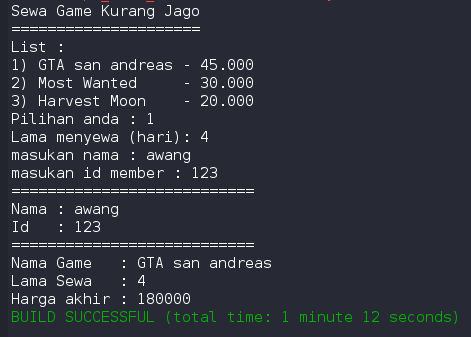 Sewa Game Kurang Jago
=====================
List :
1) GTA san andreas - 45.000
2) Most Wanted     - 30.000
3) Harvest Moon    - 20.000
Pilihan anda : 1
Lama menyewa (hari): 4
masukan nama : awang
masukan id member : 123
===========================
Nama : awang
Id   : 123
===========================
Nama Game   : GTA san andreas
Lama Sewa   : 4
Harga akhir : 180000
BUILD SUCCESSFUL (total time: 1 minute 12 seconds)